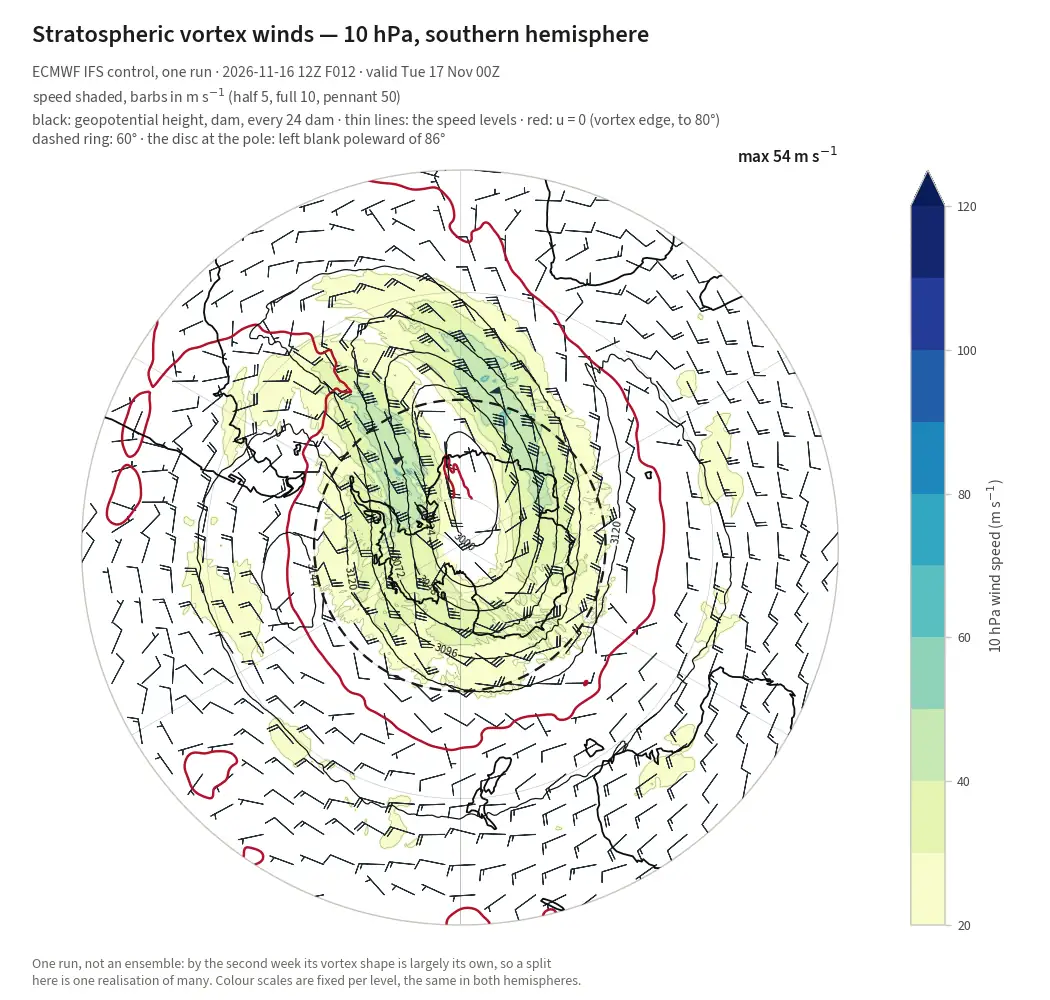 Stratospheric vortex winds — 10 hPa, southern hemisphere
ECMWF IFS control, one run · 2026-11-16 12Z F012 · valid Tue 17 Nov 00Z
speed shaded, barbs in m s⁻¹ (half 5, full 10, pennant 50)
black: geopotential height, dam, every 24 dam · thin lines: the speed levels · red: u = 0 (vortex edge, to 80°)
dashed ring: 60° · the disc at the pole: left blank poleward of 86°
max 54 m s⁻¹
120
100
80
60
40
20
10 hPa wind speed (m s⁻¹)
3120
3000
3120
3096
One run, not an ensemble: by the second week its vortex shape is largely its own, so a split
here is one realisation of many. Colour scales are fixed per level, the same in both hemispheres.